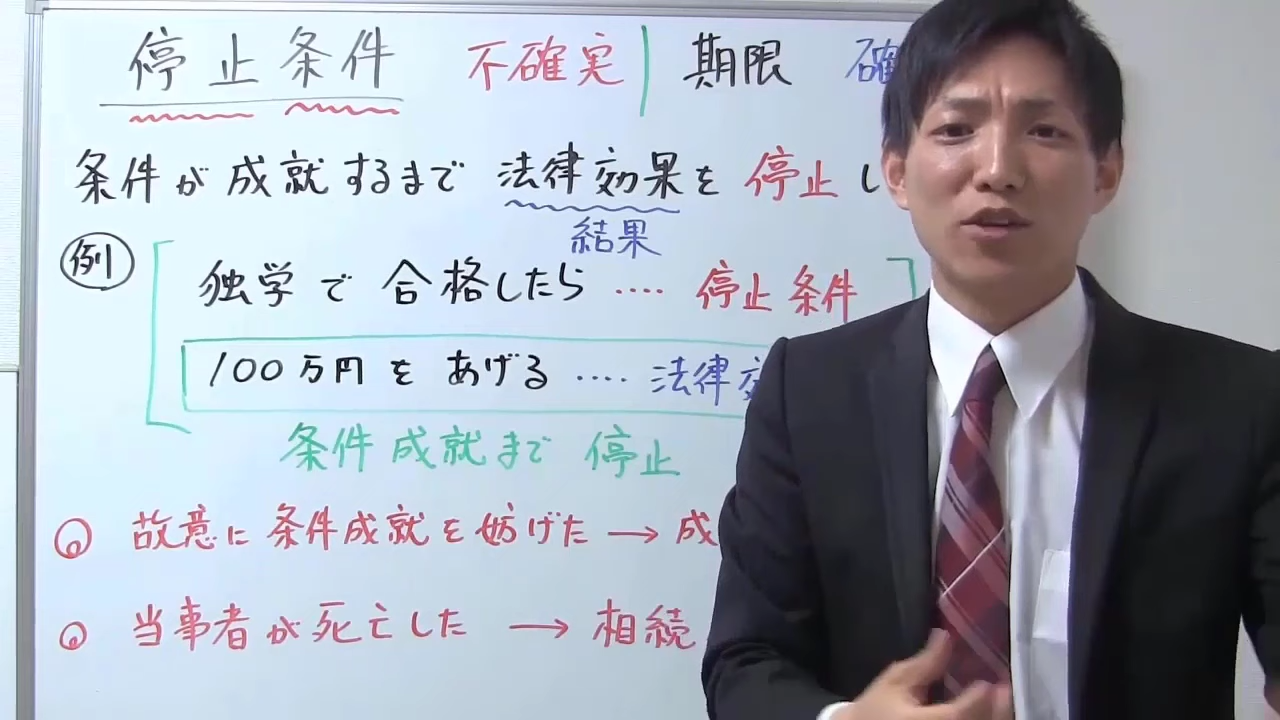 停止条件 不確実 期限 確
条件が成就するまで 法律効果を 停止し
結果
例 独学で合格したら ‥‥ 停止条件
100万円を あげる ‥‥ 法律効
条件成就まで 停止
故意に条件成就を妨げた → 成
当事者が死亡した → 相続